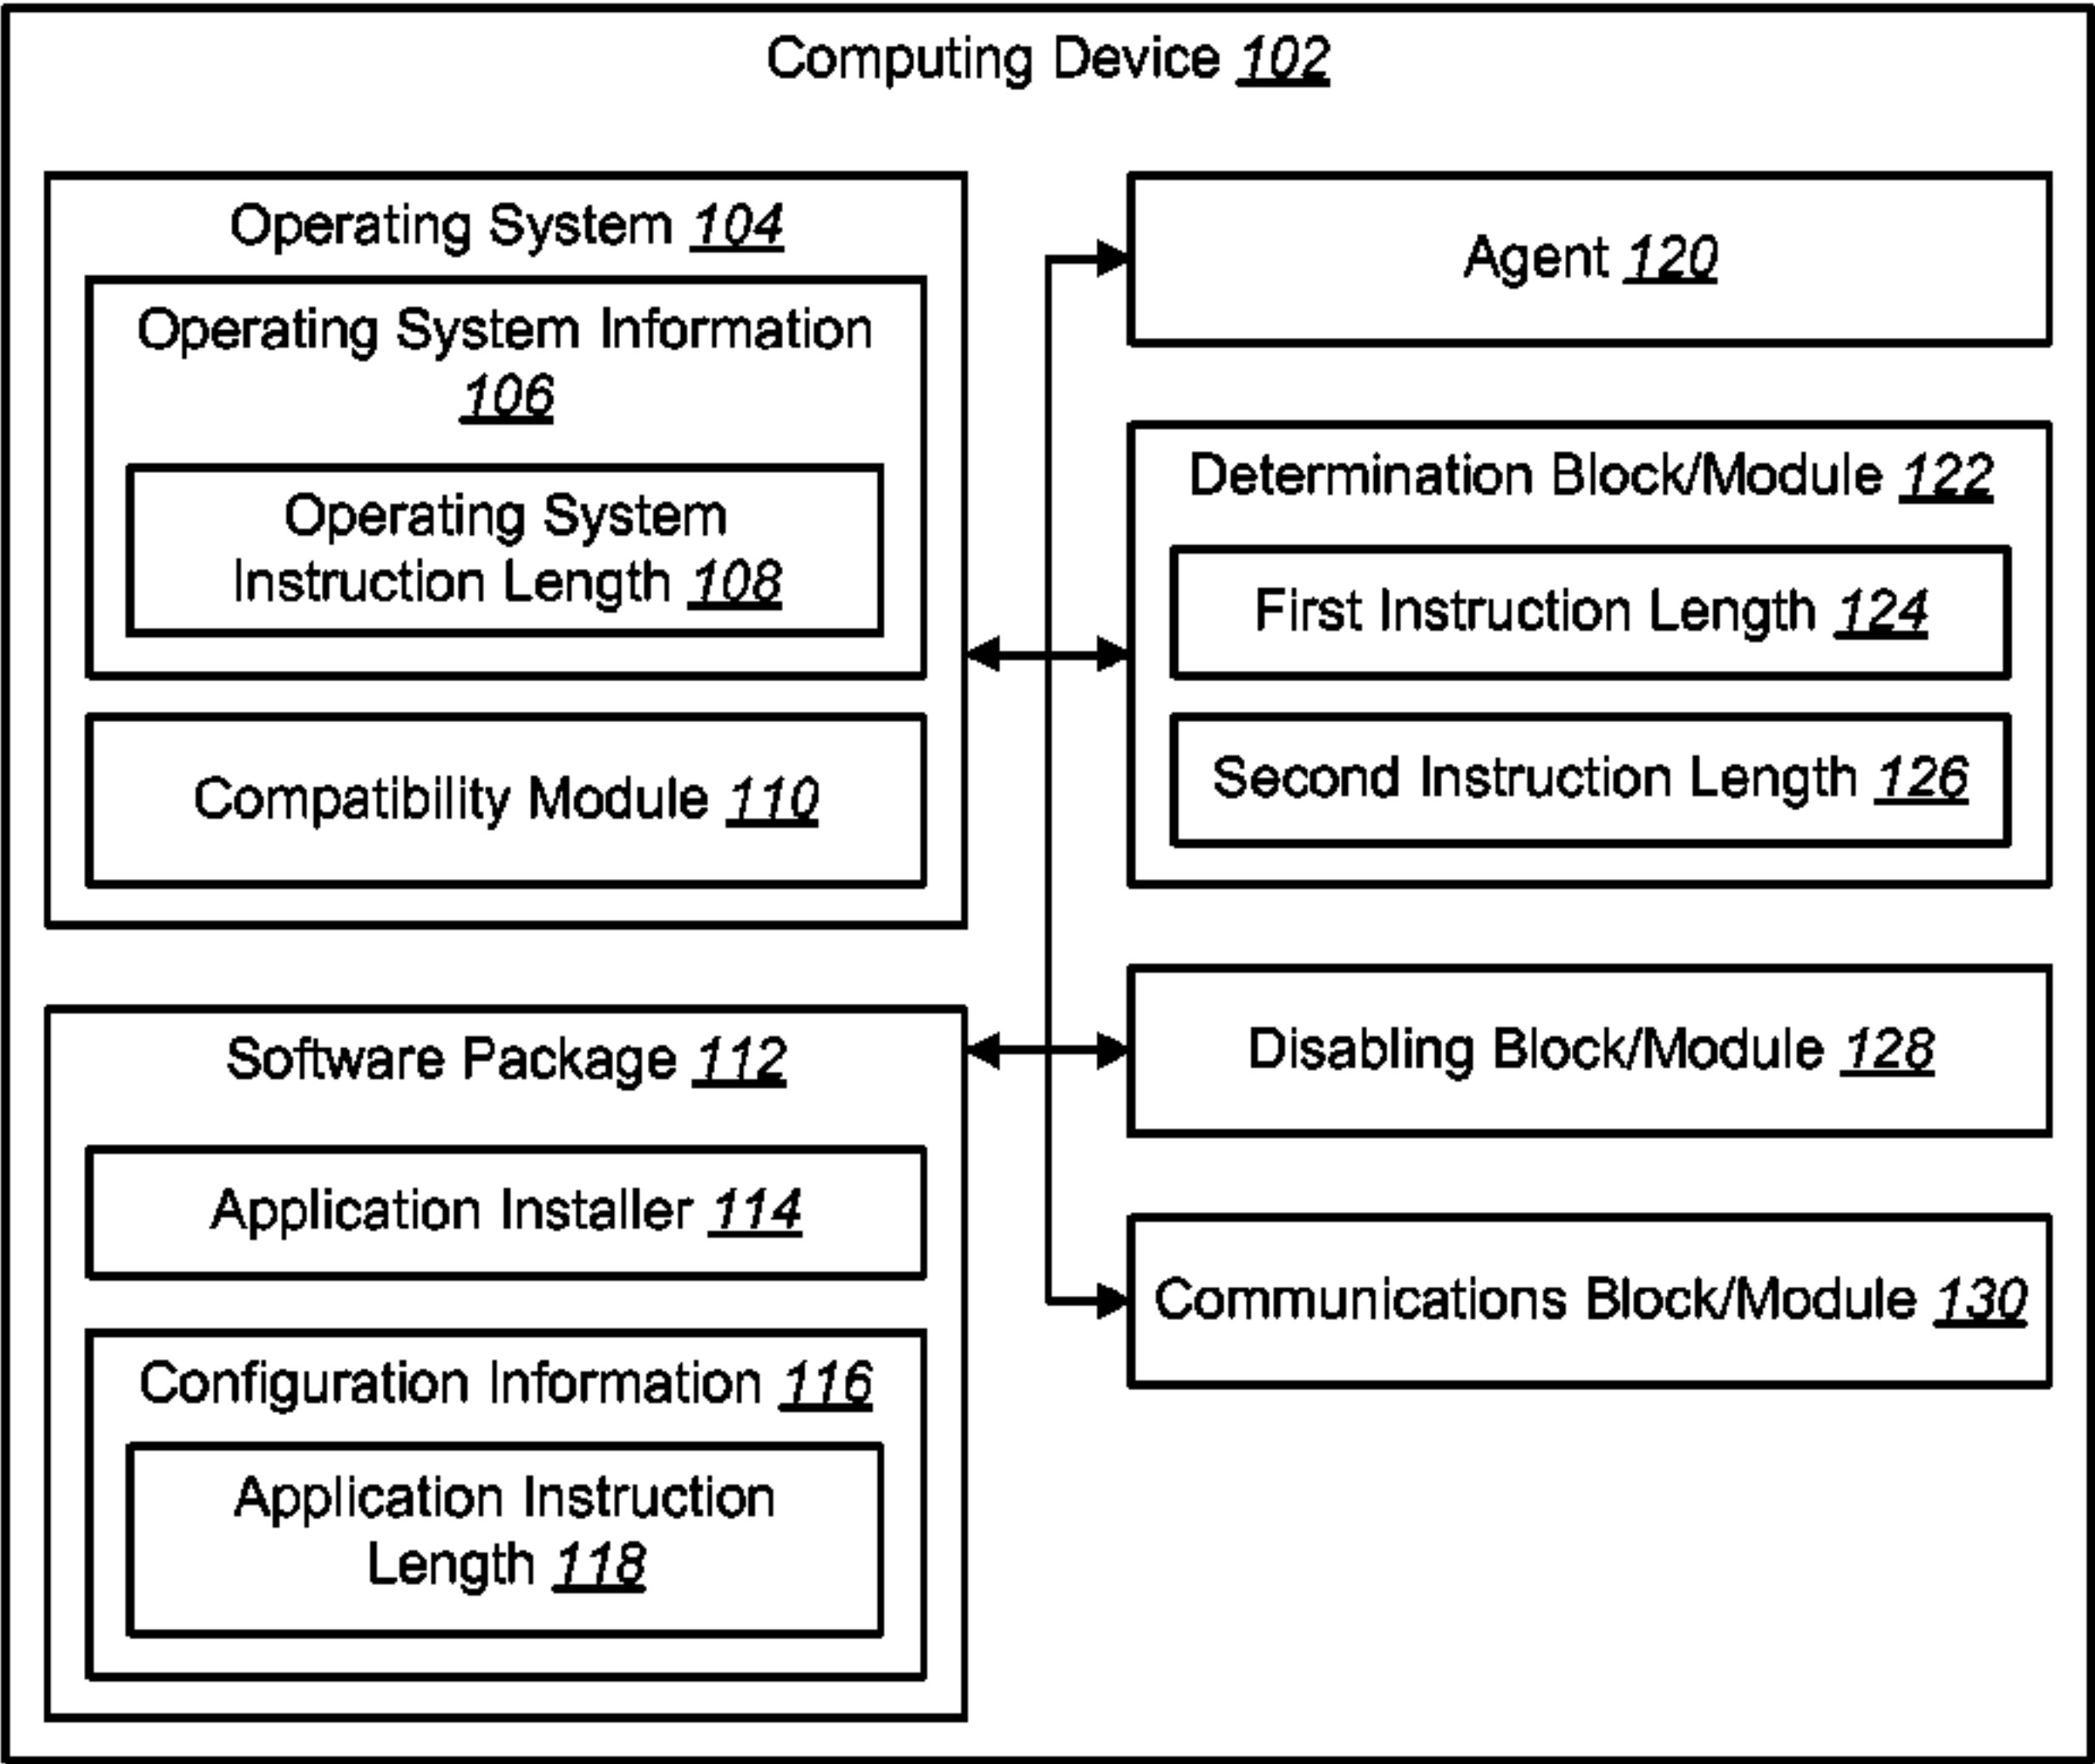 Computing Device 102
Operating System 104
Operating System Information
106
Operating System
Instruction Length 108
Compatibility Module 110
Software Package 112
Application Installer 114
Configuration Information 116
Application Instruction
Length 118
Agent 120
Determination Block/Module 122
First Instruction Length 124
Second Instruction Length 126
Disabling Block/Module 128
Communications Block/Module 130